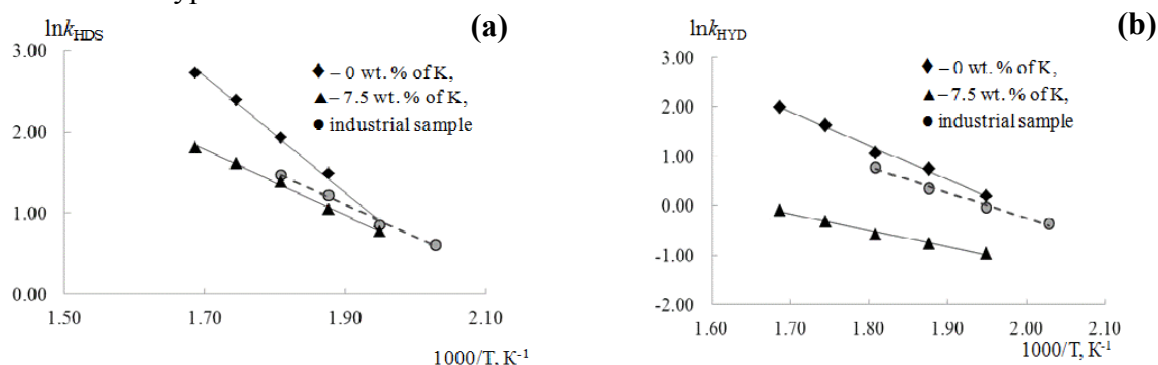 (a)
lnkHDS
3.00
2.00
1.00
0.00
1.50
1.70
1.90
2.10
1000/T, K-1
– 0 wt. % of K,
– 7.5 wt. % of K,
industrial sample
(b)
lnkHYD
3.00
2.00
1.00
0.00
-1.00
-2.00
1.60
1.70
1.80
1.90
2.00
2.10
1000/T, K-1
– 0 wt. % of K,
– 7.5 wt. % of K,
industrial sample